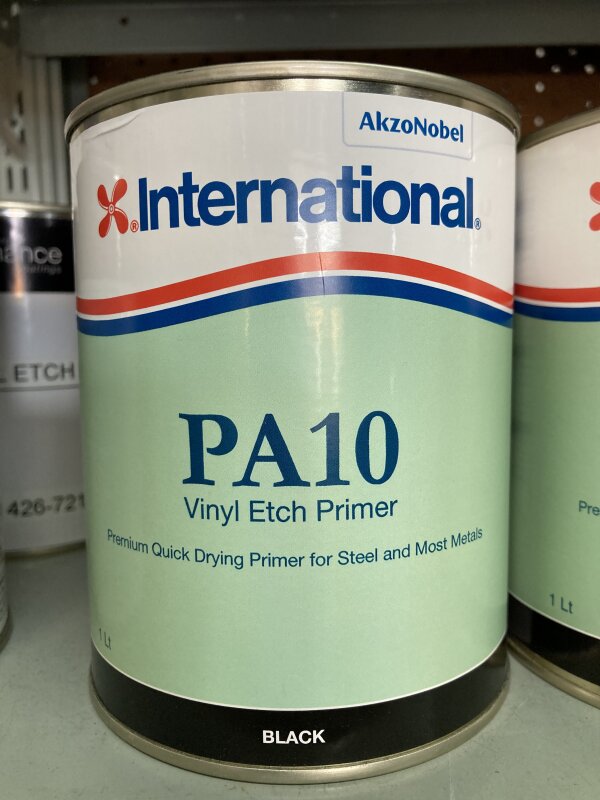 AkzoNobel
International®
PA10
Vinyl Etch Primer
Premium Quick Drying Primer for Steel and Most Metals
1 Lt
BLACK
ETCH
426-721
1 Lt